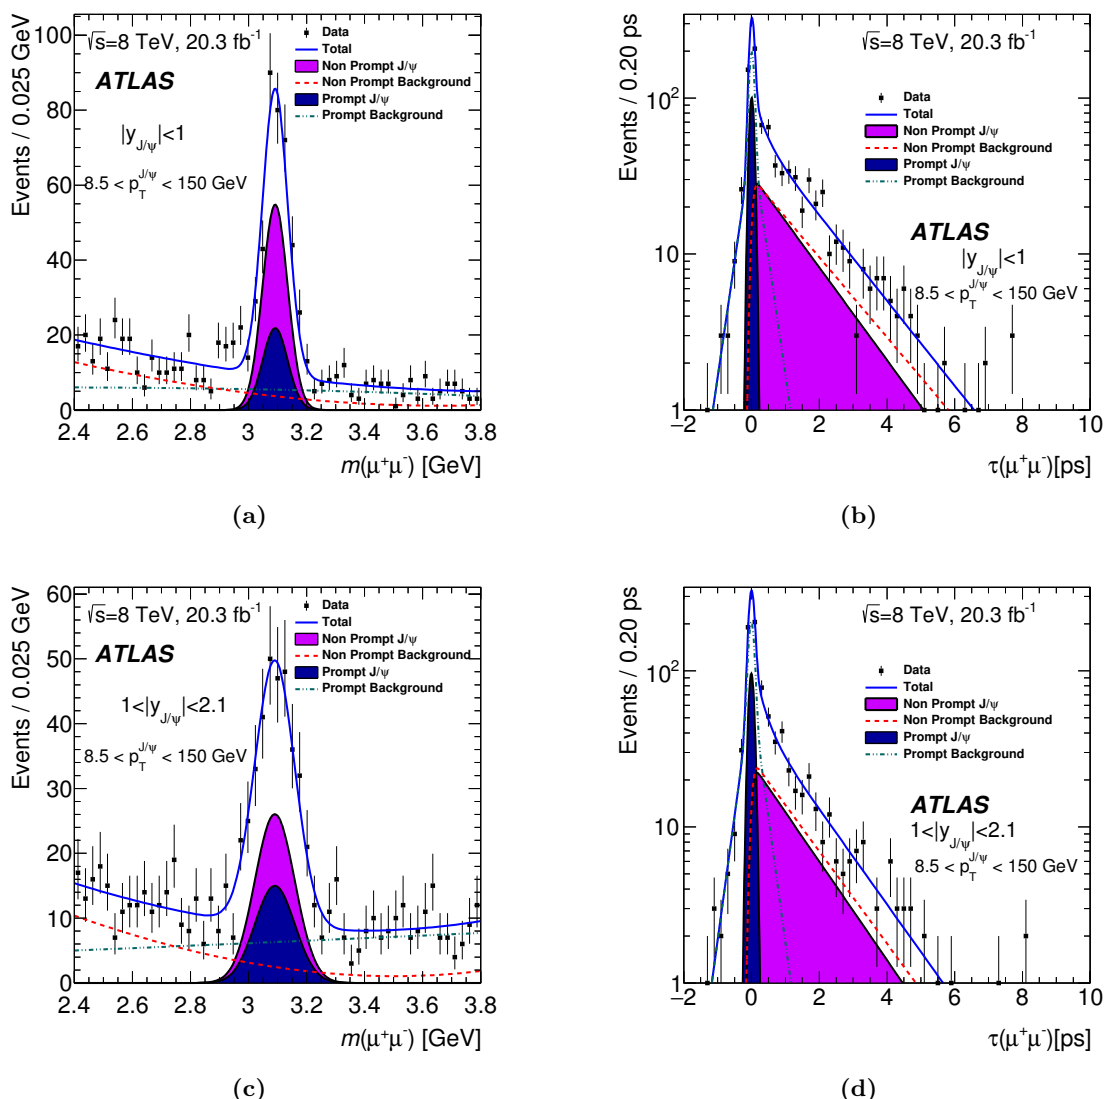 Events / 0.025 GeV
100
80
60
40
20
0
2.4 2.6 2.8 3 3.2 3.4 3.6 3.8
m(μ⁺μ⁻) [GeV]
√s=8 TeV, 20.3 fb⁻¹
ATLAS
|y_{J/ψ}|<1
8.5 < p_T^{J/ψ} < 150 GeV
Data
Total
Non Prompt J/ψ
Non Prompt Background
Prompt J/ψ
Prompt Background
(a)
Events / 0.20 ps
10²
10
1
−2 0 2 4 6 8 10
τ(μ⁺μ⁻)[ps]
√s=8 TeV, 20.3 fb⁻¹
Data
Total
Non Prompt J/ψ
Non Prompt Background
Prompt J/ψ
Prompt Background
ATLAS
|y_{J/ψ}|<1
8.5 < p_T^{J/ψ} < 150 GeV
(b)
Events / 0.025 GeV
60
50
40
30
20
10
0
2.4 2.6 2.8 3 3.2 3.4 3.6 3.8
m(μ⁺μ⁻) [GeV]
√s=8 TeV, 20.3 fb⁻¹
ATLAS
1<|y_{J/ψ}|<2.1
8.5 < p_T^{J/ψ} < 150 GeV
Data
Total
Non Prompt J/ψ
Non Prompt Background
Prompt J/ψ
Prompt Background
(c)
Events / 0.20 ps
10²
10
1
−2 0 2 4 6 8 10
τ(μ⁺μ⁻)[ps]
√s=8 TeV, 20.3 fb⁻¹
Data
Total
Non Prompt J/ψ
Non Prompt Background
Prompt J/ψ
Prompt Background
ATLAS
1<|y_{J/ψ}|<2.1
8.5 < p_T^{J/ψ} < 150 GeV
(d)